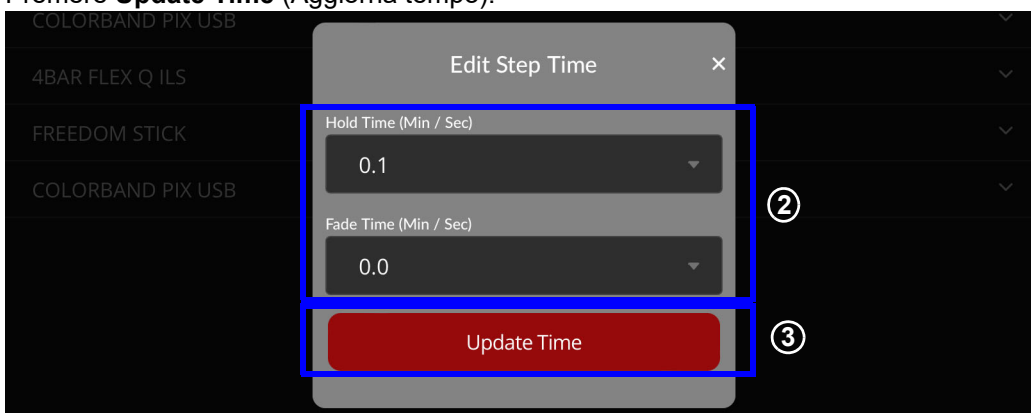 Premere Update Time (Aggiorna tempo).
COLORBAND PIX USB
Edit Step Time ×
4BAR FLEX Q ILS
Hold Time (Min / Sec)
FREEDOM STICK
0.1
COLORBAND PIX USB
2
Fade Time (Min / Sec)
0.0
Update Time
3